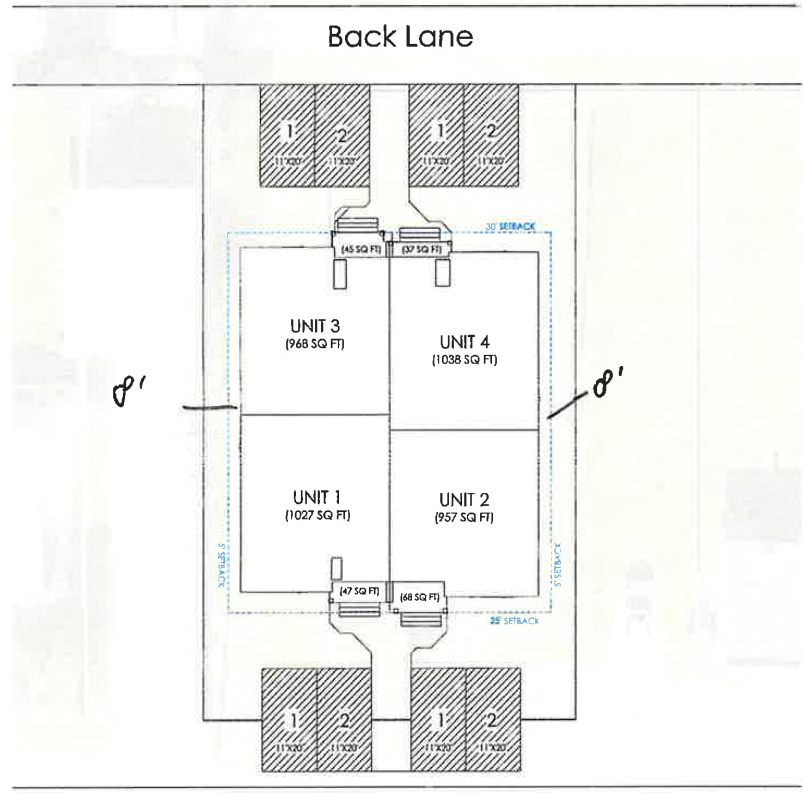 Back Lane
1
2
1
2
11'X20'
11'X20'
11'X20'
11'X20'
30' SETBACK
(45 SQ FT)
(37 SQ FT)
UNIT 3
(968 SQ FT)
UNIT 4
(1038 SQ FT)
8'
8'
UNIT 1
(1027 SQ FT)
UNIT 2
(957 SQ FT)
5' SETBACK
5' SETBACK
(47 SQ FT)
(68 SQ FT)
25' SETBACK
1
2
1
2
11'X20'
11'X20'
11'X20'
11'X20'